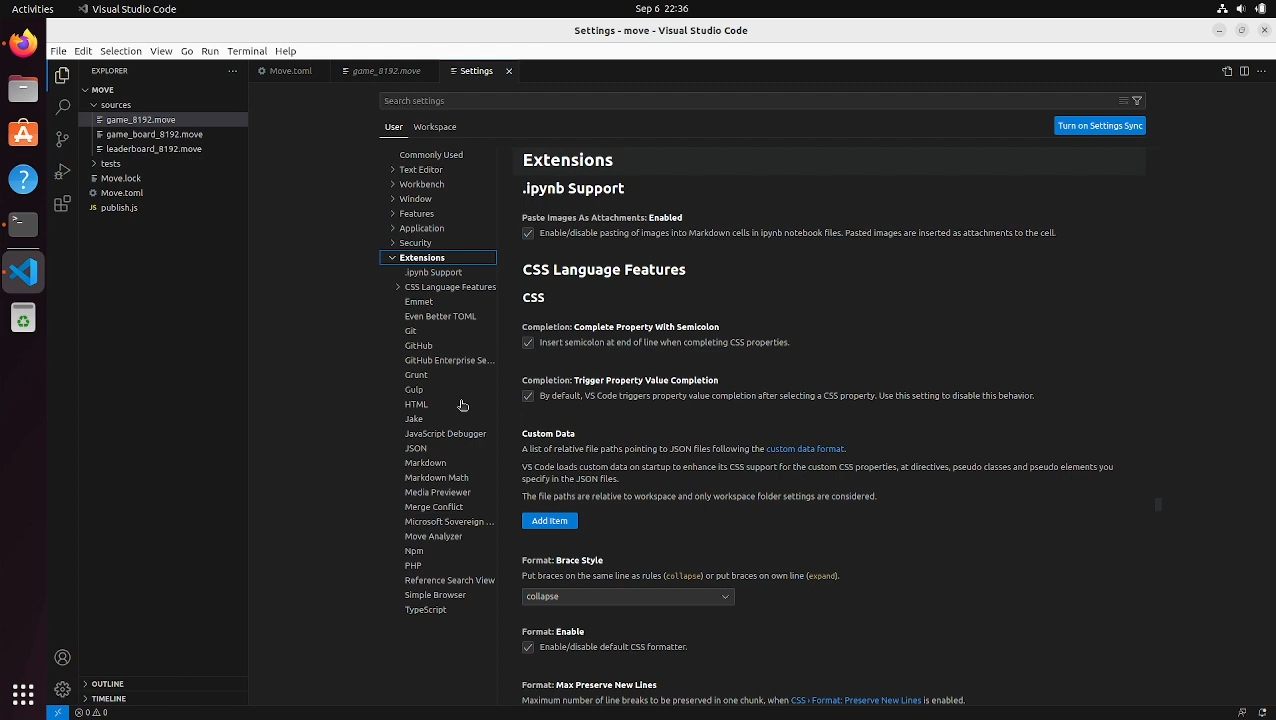 Activities
Visual Studio Code
Sep 6 22:36
Settings - move - Visual Studio Code
File Edit Selection View Go Run Terminal Help
EXPLORER
Move.toml
game_8192.move
Settings
MOVE
sources
game_8192.move
game_board_8192.move
leaderboard_8192.move
tests
Move.lock
Move.toml
publish.js
OUTLINE
TIMELINE
0 0
Search settings
User Workspace
Turn on Settings Sync
Commonly Used
Text Editor
Workbench
Window
Features
Application
Security
Extensions
.ipynb Support
CSS Language Features
Emmet
Even Better TOML
Git
GitHub
GitHub Enterprise Se...
Grunt
Gulp
HTML
Jake
JavaScript Debugger
JSON
Markdown
Markdown Math
Media Previewer
Merge Conflict
Microsoft Sovereign ...
Move Analyzer
Npm
PHP
Reference Search View
Simple Browser
TypeScript
Extensions
.ipynb Support
Paste Images As Attachments: Enabled
Enable/disable pasting of images into Markdown cells in ipynb notebook files. Pasted images are inserted as attachments to the cell.
CSS Language Features
CSS
Completion: Complete Property With Semicolon
Insert semicolon at end of line when completing CSS properties.
Completion: Trigger Property Value Completion
By default, VS Code triggers property value completion after selecting a CSS property. Use this setting to disable this behavior.
Custom Data
A list of relative file paths pointing to JSON files following the custom data format.
VS Code loads custom data on startup to enhance its CSS support for the custom CSS properties, at directives, pseudo classes and pseudo elements you
specify in the JSON files.
The file paths are relative to workspace and only workspace folder settings are considered.
Add Item
Format: Brace Style
Put braces on the same line as rules (collapse) or put braces on own line (expand).
collapse
Format: Enable
Enable/disable default CSS formatter.
Format: Max Preserve New Lines
Maximum number of line breaks to be preserved in one chunk, when CSS › Format: Preserve New Lines is enabled.